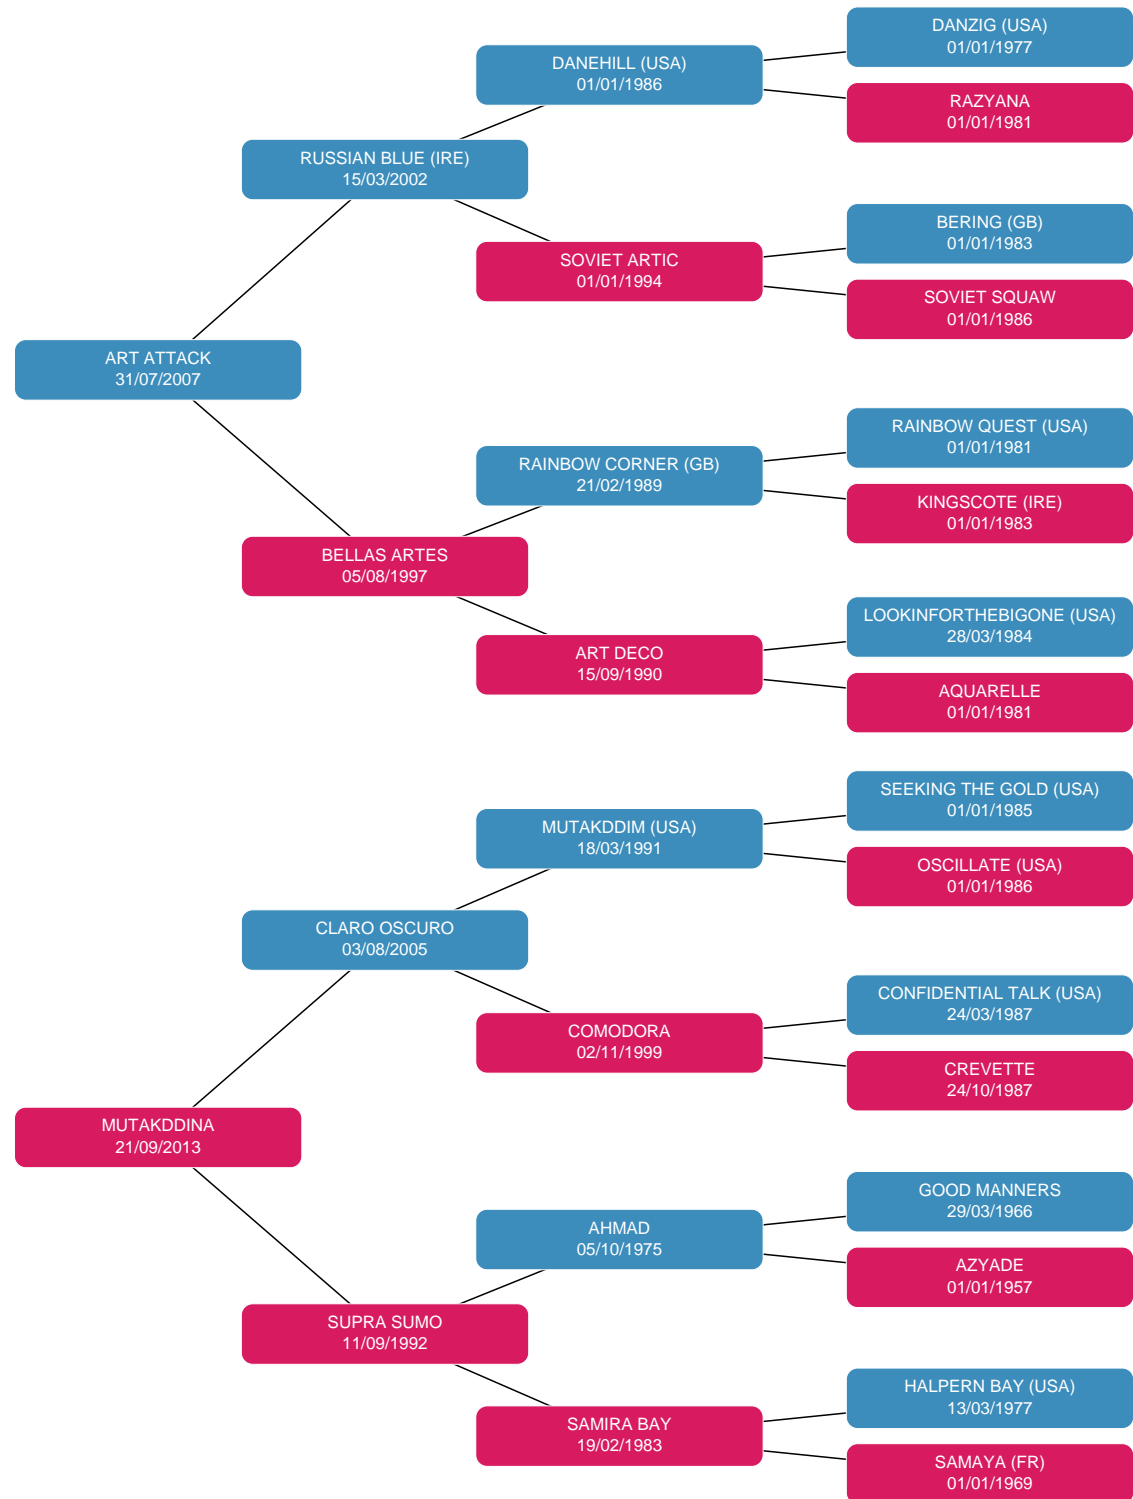 DANZIG (USA)
01/01/1977
DANEHILL (USA)
01/01/1986
RAZYANA
01/01/1981
RUSSIAN BLUE (IRE)
15/03/2002
BERING (GB)
01/01/1983
SOVIET ARTIC
01/01/1994
SOVIET SQUAW
01/01/1986
ART ATTACK
31/07/2007
RAINBOW QUEST (USA)
01/01/1981
RAINBOW CORNER (GB)
21/02/1989
KINGSCOTE (IRE)
01/01/1983
BELLAS ARTES
05/08/1997
LOOKINFORTHEBIGONE (USA)
28/03/1984
ART DECO
15/09/1990
AQUARELLE
01/01/1981
SEEKING THE GOLD (USA)
01/01/1985
MUTAKDDIM (USA)
18/03/1991
OSCILLATE (USA)
01/01/1986
CLARO OSCURO
03/08/2005
CONFIDENTIAL TALK (USA)
24/03/1987
COMODORA
02/11/1999
CREVETTE
24/10/1987
MUTAKDDINA
21/09/2013
GOOD MANNERS
29/03/1966
AHMAD
05/10/1975
AZYADE
01/01/1957
SUPRA SUMO
11/09/1992
HALPERN BAY (USA)
13/03/1977
SAMIRA BAY
19/02/1983
SAMAYA (FR)
01/01/1969